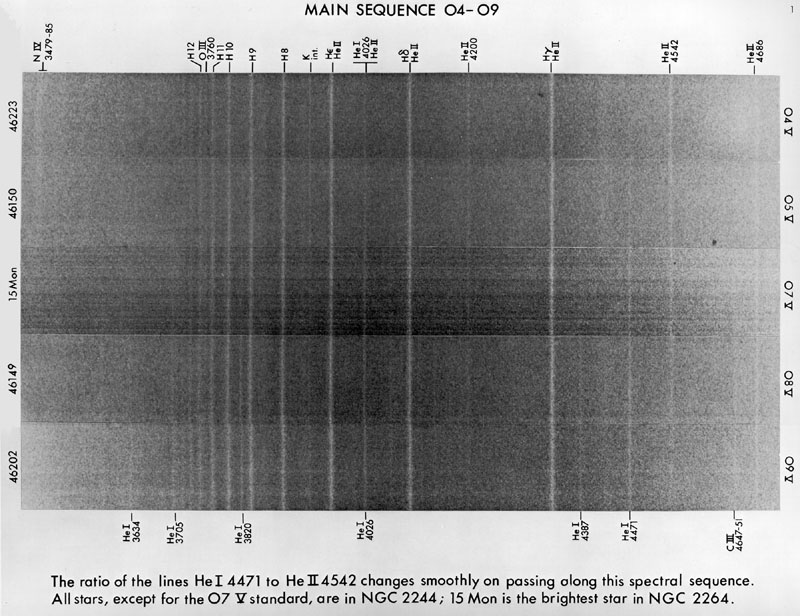 MAIN SEQUENCE O4-O9
1
N IV 3479-85
H12
O III 3760
H11
H10
H9
H8
K int.
Hε He II
He I 4026 He II
Hδ He II
He II 4200
Hγ He II
He II 4542
He II 4686
46223
O4 V
46150
O5 V
15 Mon
O7 V
46149
O8 V
46202
O9 V
He I 3634
He I 3705
He I 3820
He I 4026
He I 4387
He I 4471
C III 4647-51
The ratio of the lines He I 4471 to He II 4542 changes smoothly on passing along this spectral sequence.
All stars, except for the O7 V standard, are in NGC 2244; 15 Mon is the brightest star in NGC 2264.